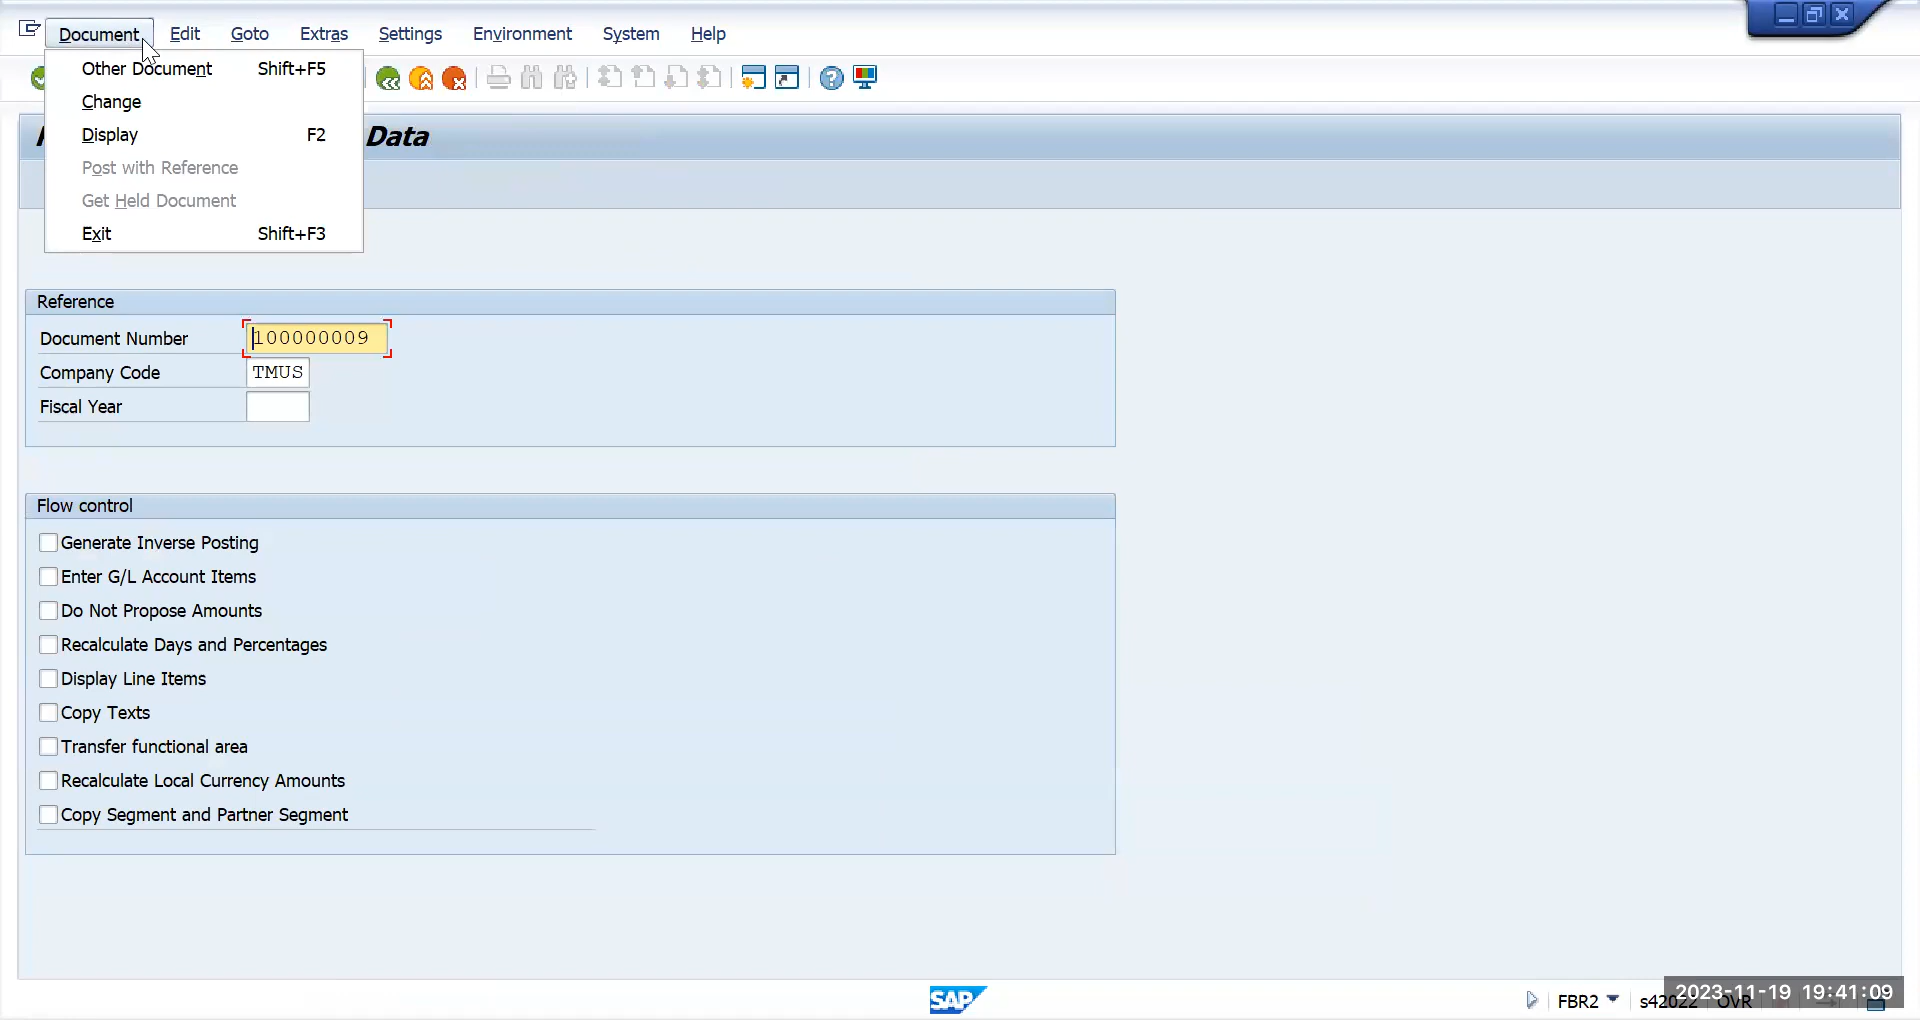 Document Edit Goto Extras Settings Environment System Help
Other Document Shift+F5
Change
Display F2
Post with Reference
Get Held Document
Exit Shift+F3
Data
Reference
Document Number 100000009
Company Code TMUS
Fiscal Year
Flow control
Generate Inverse Posting
Enter G/L Account Items
Do Not Propose Amounts
Recalculate Days and Percentages
Display Line Items
Copy Texts
Transfer functional area
Recalculate Local Currency Amounts
Copy Segment and Partner Segment
SAP
FBR2 s42022 OVR
2023-11-19 19:41:09